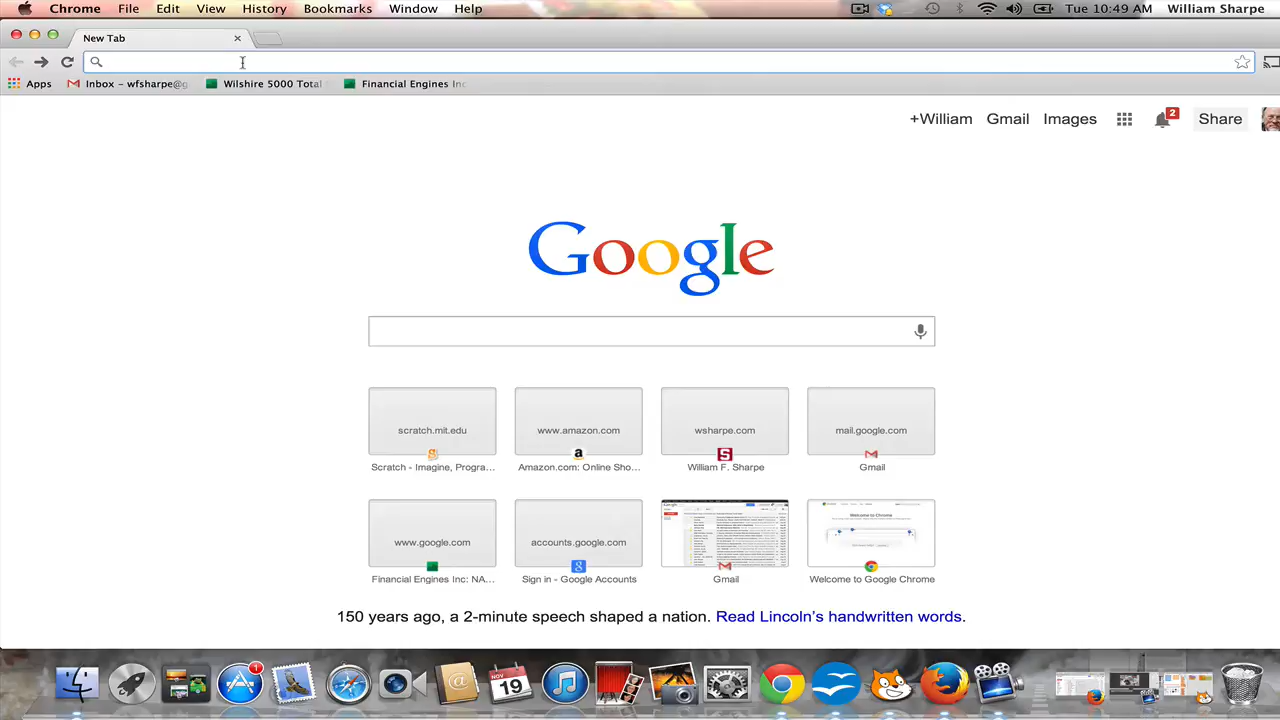 Chrome File Edit View History Bookmarks Window Help Tue 10:49 AM William Sharpe
New Tab
Apps Inbox – wfsharpe@g Wilshire 5000 Total Financial Engines Inc
+William Gmail Images 2 Share
Google
scratch.mit.edu www.amazon.com wsharpe.com mail.google.com
Scratch - Imagine, Progra... Amazon.com: Online Sho... William F. Sharpe Gmail
www.google.com accounts.google.com
Financial Engines Inc: NA... Sign in - Google Accounts Gmail Welcome to Google Chrome
150 years ago, a 2-minute speech shaped a nation. Read Lincoln's handwritten words.
1 NOV 19